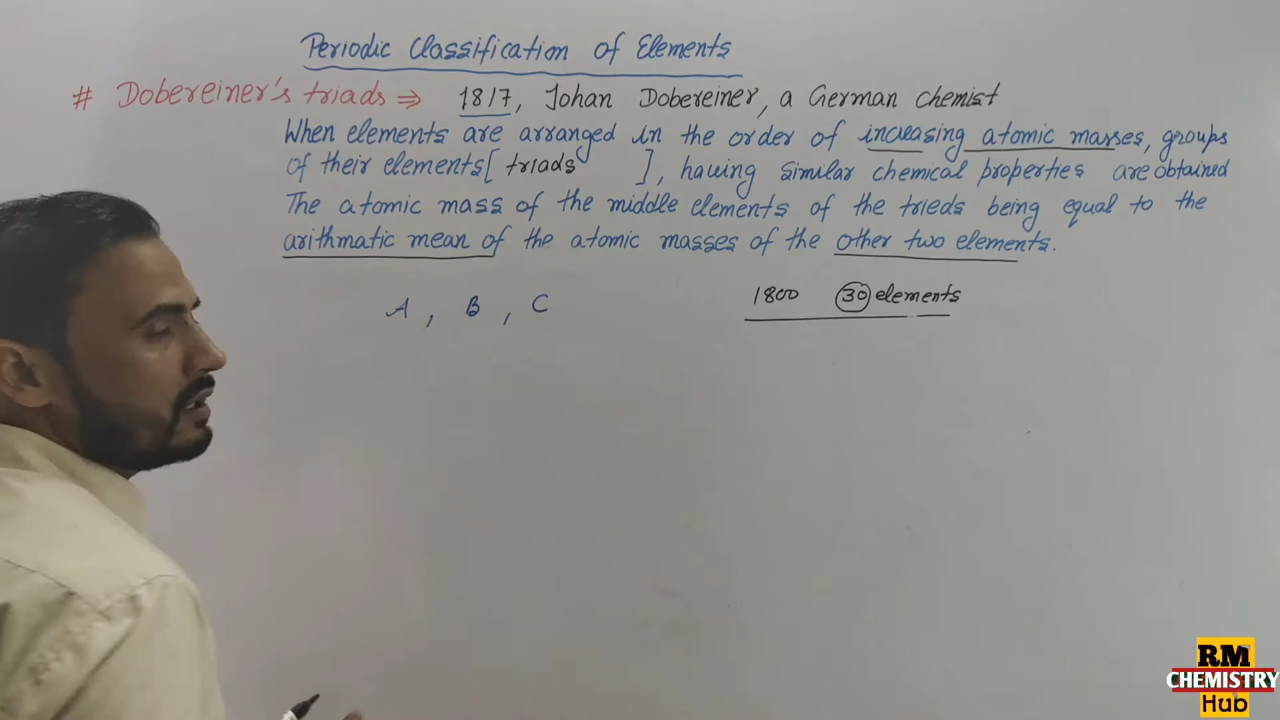 Periodic Classification of Elements
# Dobereiner's triads ⇒ 1817, Johan Dobereiner, a German chemist
When elements are arranged in the order of increasing atomic masses, groups
of their elements[ triads ], having similar chemical properties are obtained
The atomic mass of the middle elements of the trieds being equal to the
arithmatic mean of the atomic masses of the other two elements.
A , B , C
1800 30 elements
RM
CHEMISTRY
Hub